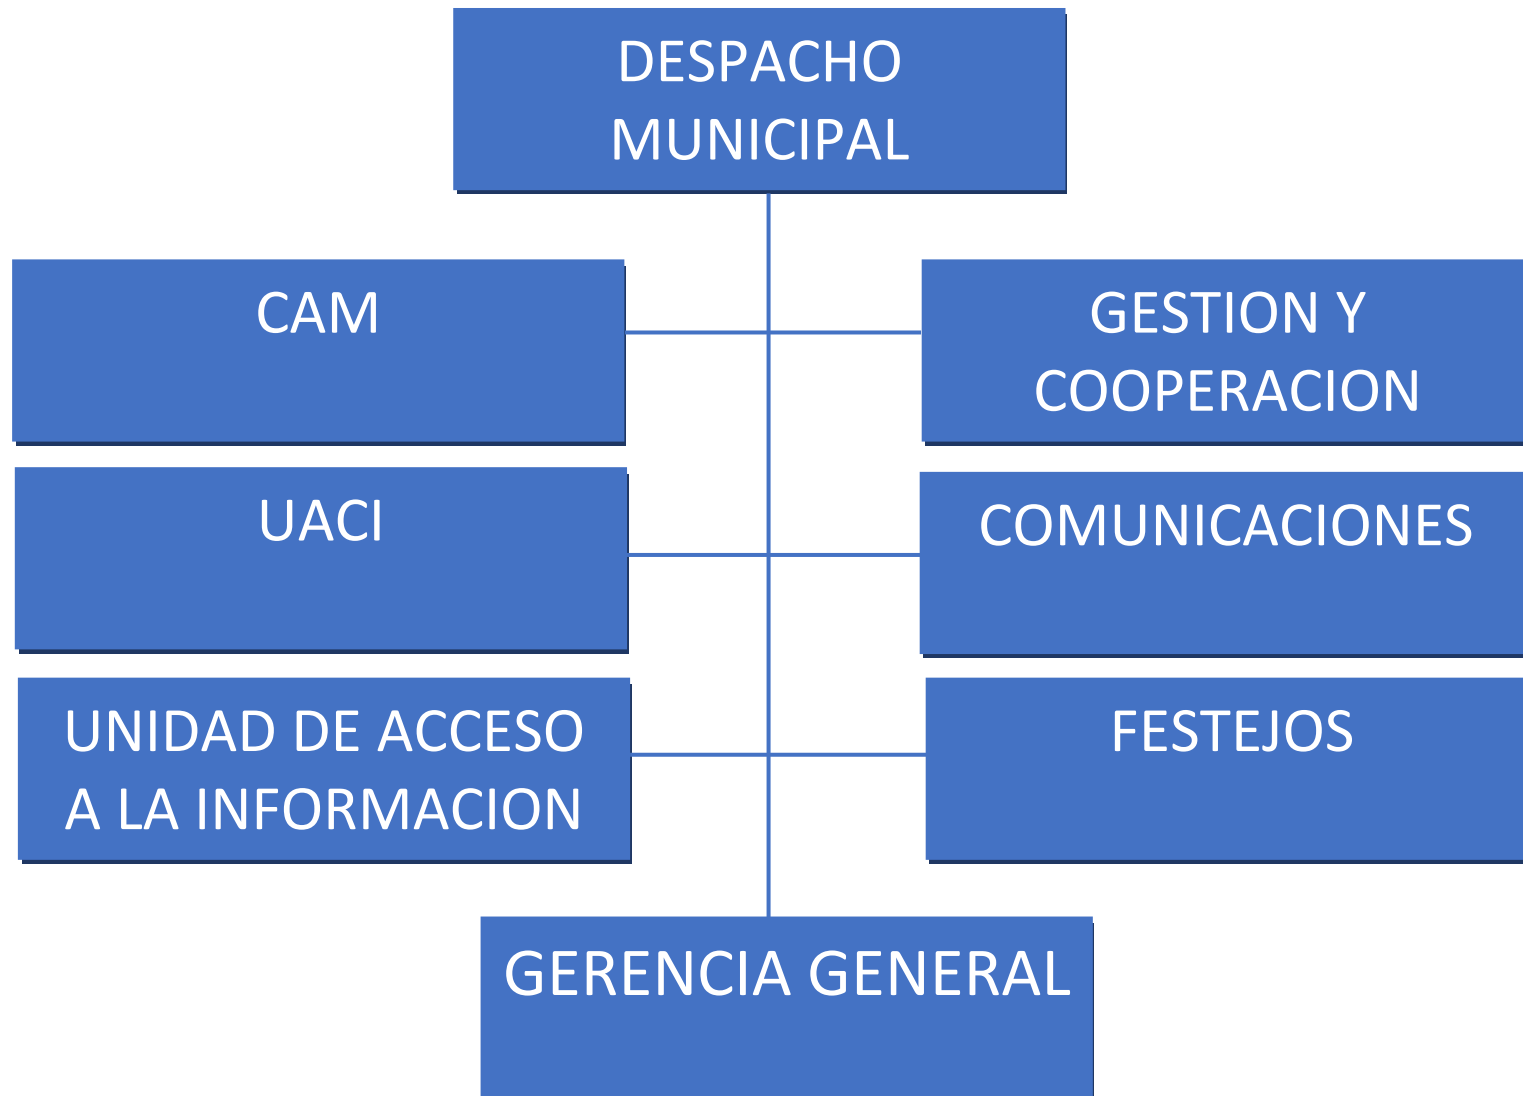 DESPACHO
MUNICIPAL
CAM
GESTION Y
COOPERACION
UACI
COMUNICACIONES
UNIDAD DE ACCESO
A LA INFORMACION
FESTEJOS
GERENCIA GENERAL